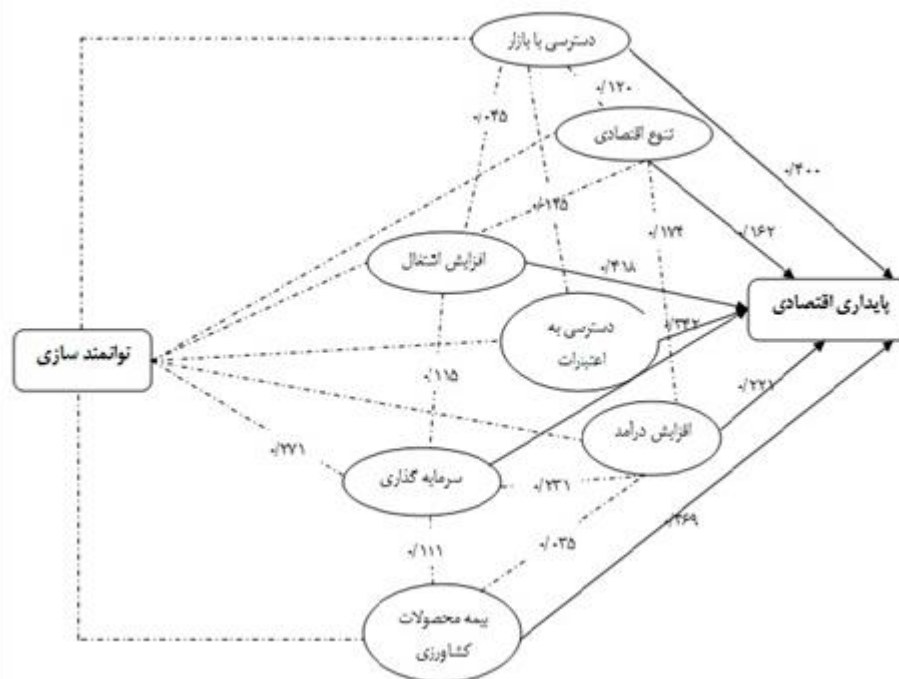 دسترسی با بازار
۰/۱۲۰
۰/۰۴۵
تنوع اقتصادی
۰/۴۰۰
۰/۱۴۵
۰/۱۶۲
۰/۱۷۴
افزایش اشتغال
۰/۴۱۸
پایداری اقتصادی
دسترسی به
اعتبارات
۰/۳۴۲
توانمند سازی
۰/۱۱۵
۰/۲۲۱
افزایش درآمد
۰/۲۷۱
سرمایه گذاری
۰/۲۳۱
۰/۳۶۹
۰/۰۳۵
۰/۱۱۱
بیمه محصولات
کشاورزی